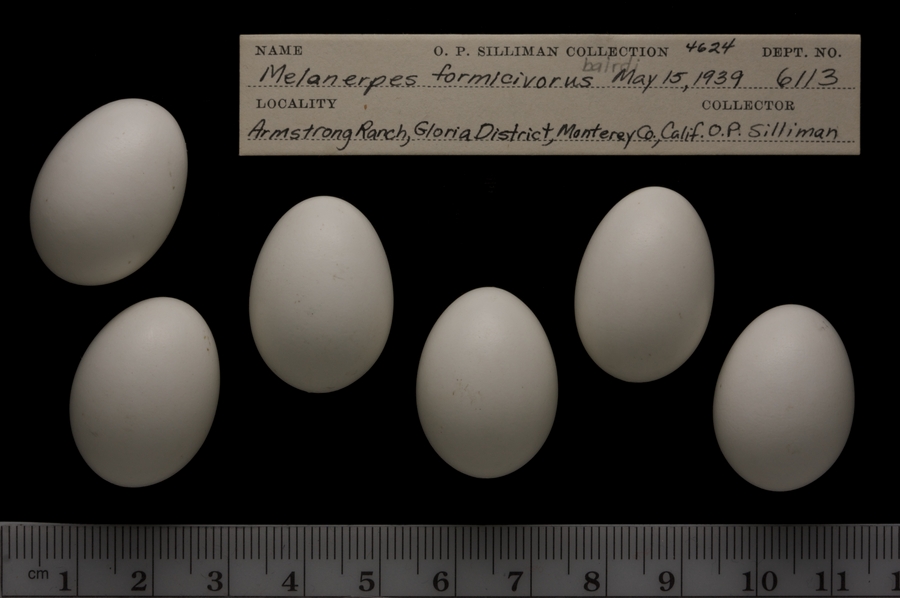 NAME O. P. SILLIMAN COLLECTION 4624 DEPT. NO.
bairdi
Melanerpes formicivorus May 15, 1939 6113
LOCALITY COLLECTOR
Armstrong Ranch, Gloria District, Monterey Co., Calif. O.P. Silliman
cm 1 2 3 4 5 6 7 8 9 10 11